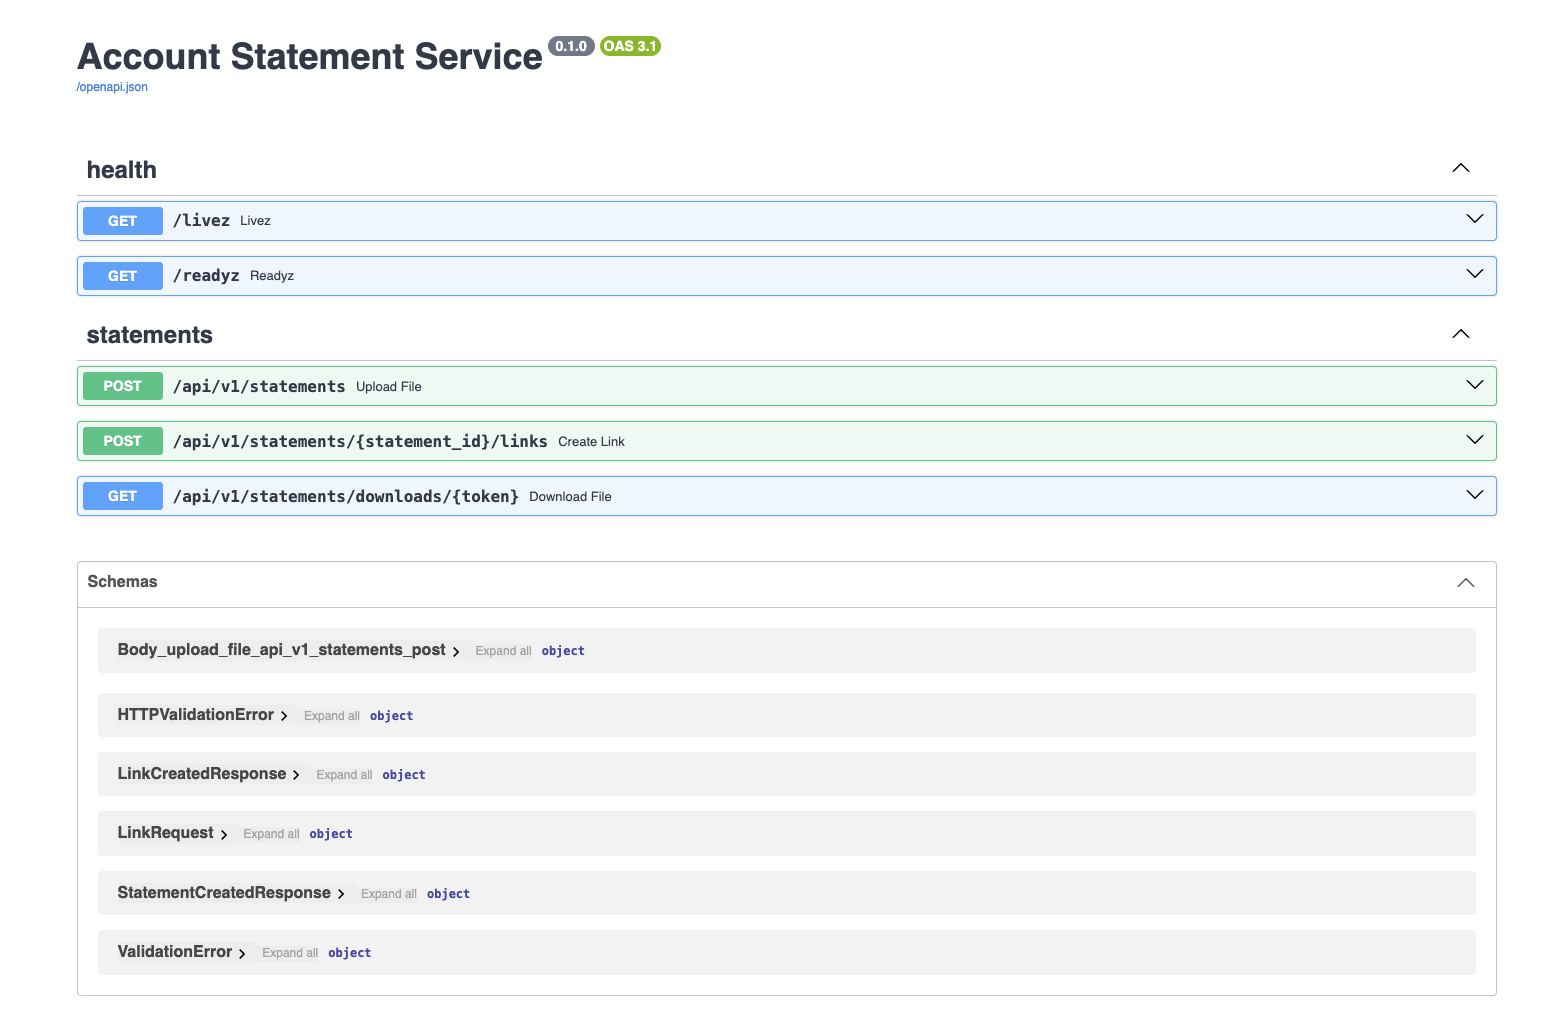 Account Statement Service 0.1.0 OAS 3.1
/openapi.json
health
GET /livez Livez
GET /readyz Readyz
statements
POST /api/v1/statements Upload File
POST /api/v1/statements/{statement_id}/links Create Link
GET /api/v1/statements/downloads/{token} Download File
Schemas
Body_upload_file_api_v1_statements_post Expand all object
HTTPValidationError Expand all object
LinkCreatedResponse Expand all object
LinkRequest Expand all object
StatementCreatedResponse Expand all object
ValidationError Expand all object